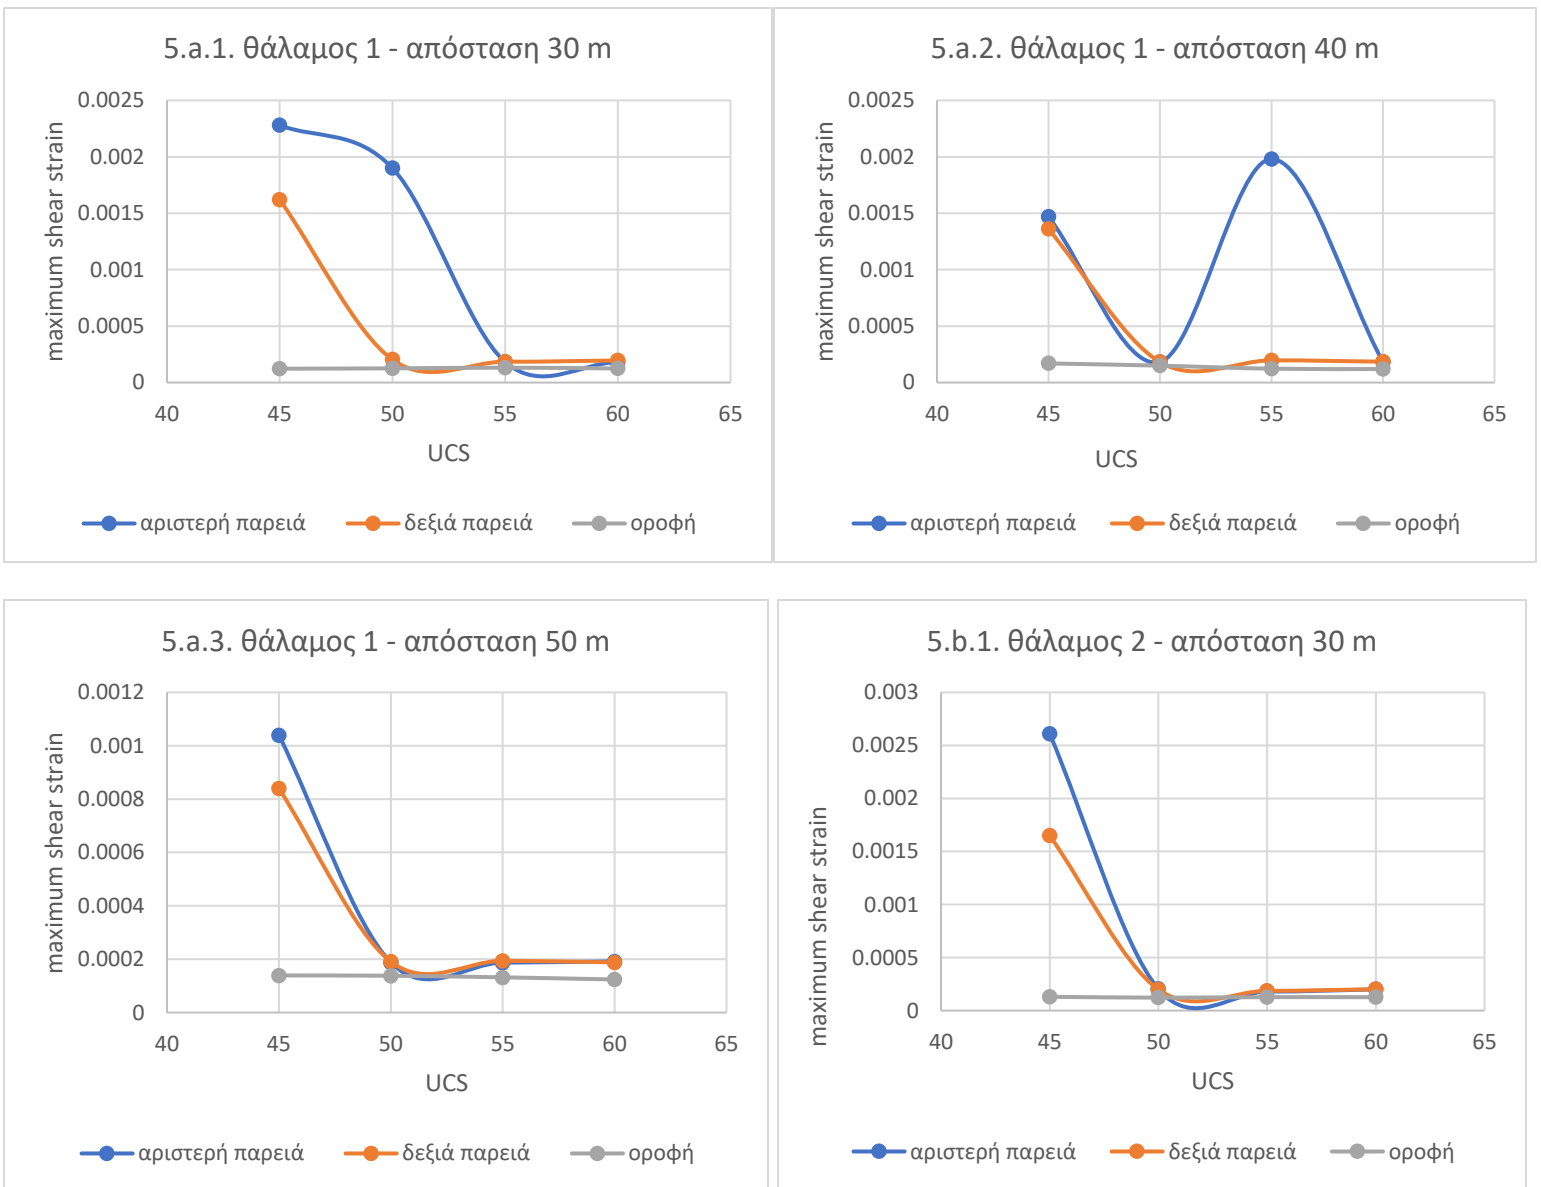 5.a.1. θάλαμος 1 - απόσταση 30 m
0.0025
0.002
0.0015
0.001
0.0005
0
maximum shear strain
40 45 50 55 60 65
UCS
αριστερή παρειά δεξιά παρειά οροφή
5.a.2. θάλαμος 1 - απόσταση 40 m
0.0025
0.002
0.0015
0.001
0.0005
0
maximum shear strain
40 45 50 55 60 65
UCS
αριστερή παρειά δεξιά παρειά οροφή
5.a.3. θάλαμος 1 - απόσταση 50 m
0.0012
0.001
0.0008
0.0006
0.0004
0.0002
0
maximum shear strain
40 45 50 55 60 65
UCS
αριστερή παρειά δεξιά παρειά οροφή
5.b.1. θάλαμος 2 - απόσταση 30 m
0.003
0.0025
0.002
0.0015
0.001
0.0005
0
maximum shear strain
40 45 50 55 60 65
UCS
αριστερή παρειά δεξιά παρειά οροφή